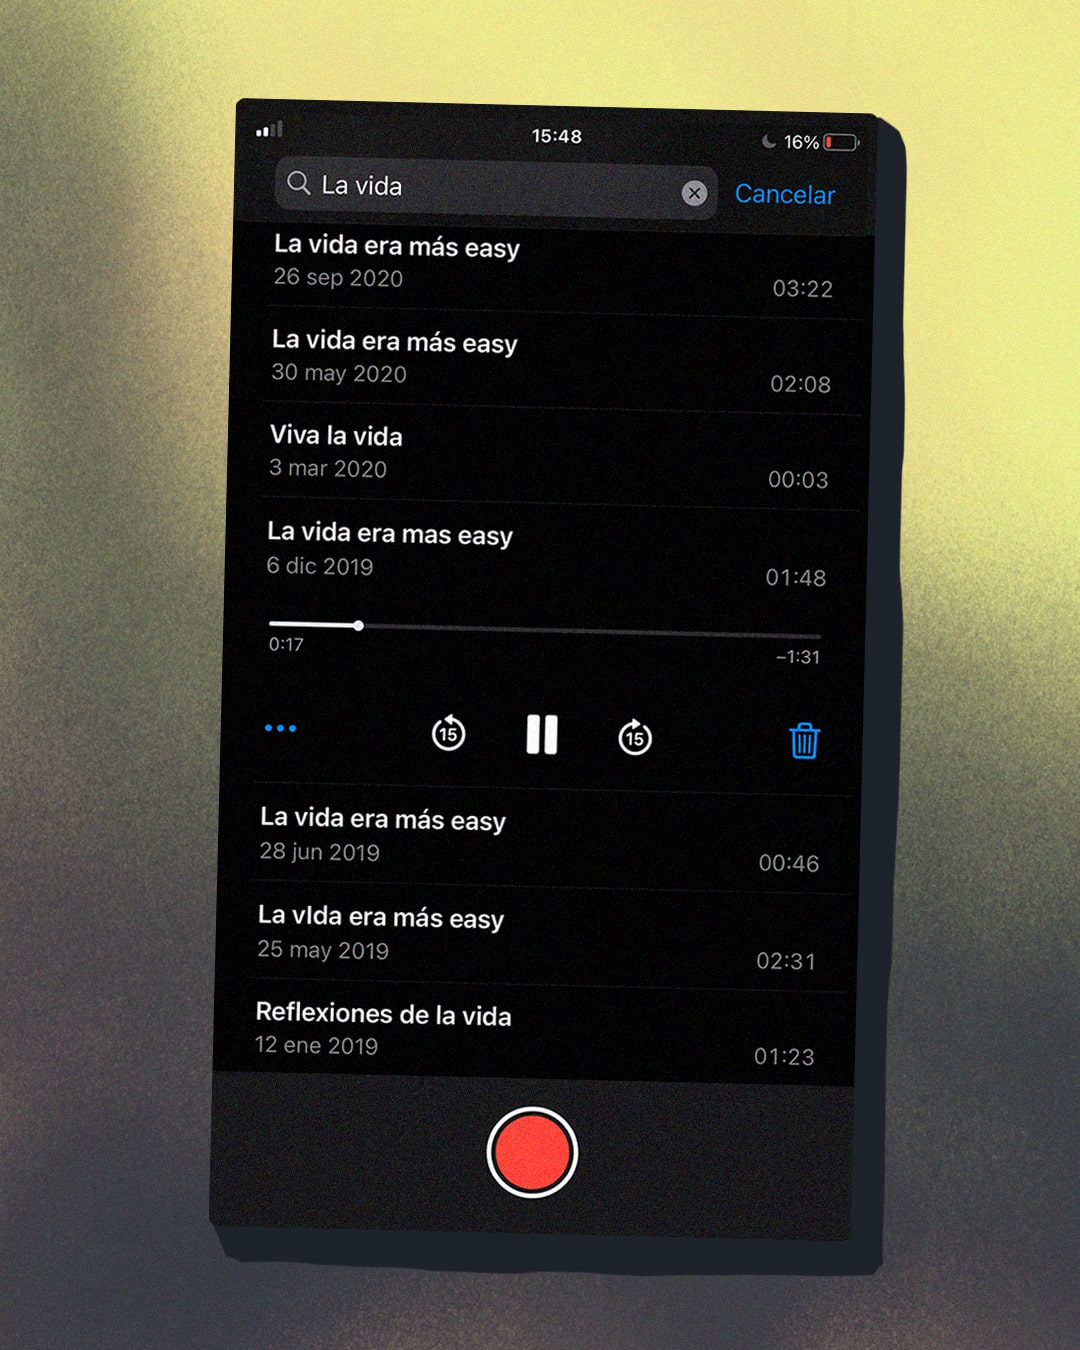 15:48
16%
La vida
Cancelar
La vida era más easy
26 sep 2020
03:22
La vida era más easy
30 may 2020
02:08
Viva la vida
3 mar 2020
00:03
La vida era mas easy
6 dic 2019
01:48
0:17
–1:31
15
15
La vida era más easy
28 jun 2019
00:46
La vIda era más easy
25 may 2019
02:31
Reflexiones de la vida
12 ene 2019
01:23